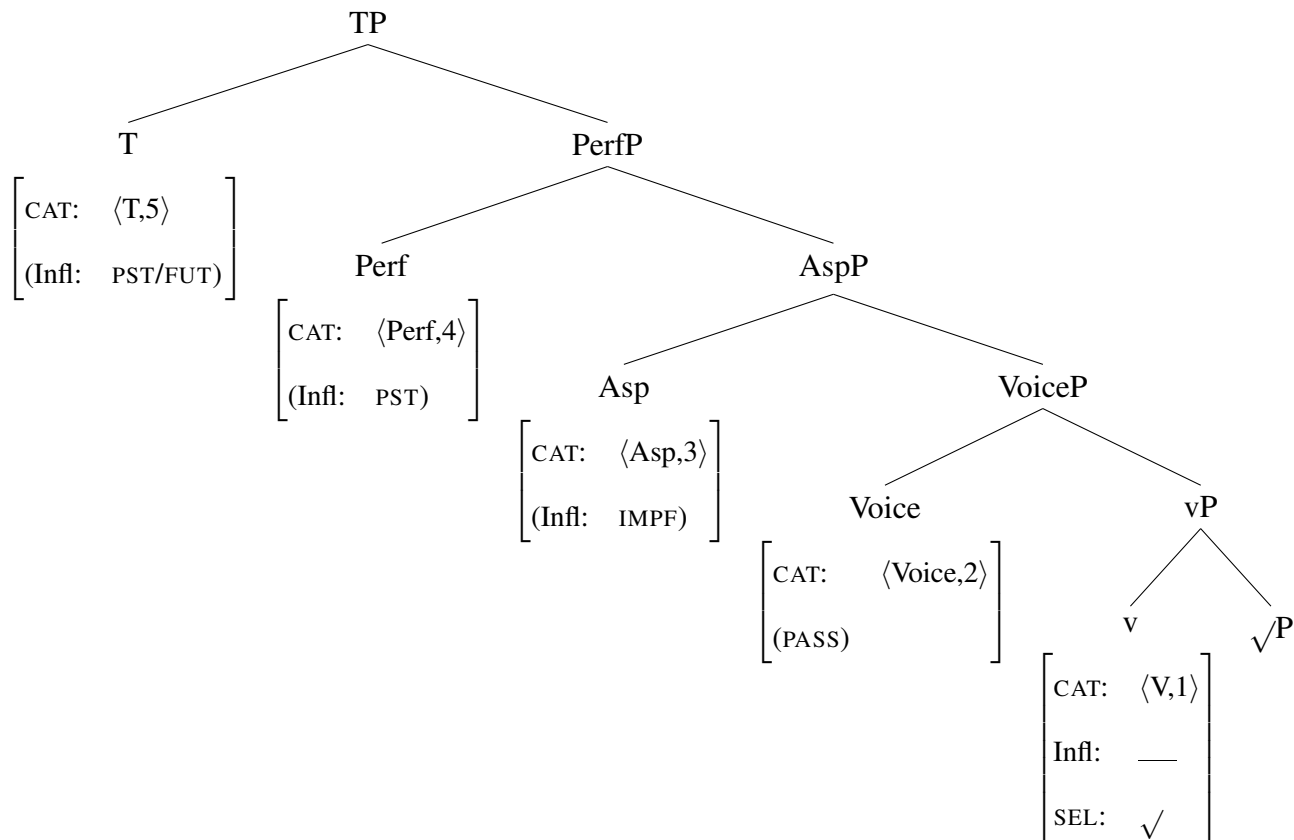 TP
T PerfP
CAT: ⟨T,5⟩
(Infl: PST/FUT)
Perf AspP
CAT: ⟨Perf,4⟩
(Infl: PST)
Asp VoiceP
CAT: ⟨Asp,3⟩
(Infl: IMPF)
Voice vP
CAT: ⟨Voice,2⟩
(PASS)
v √P
CAT: ⟨V,1⟩
Infl: __
SEL: √